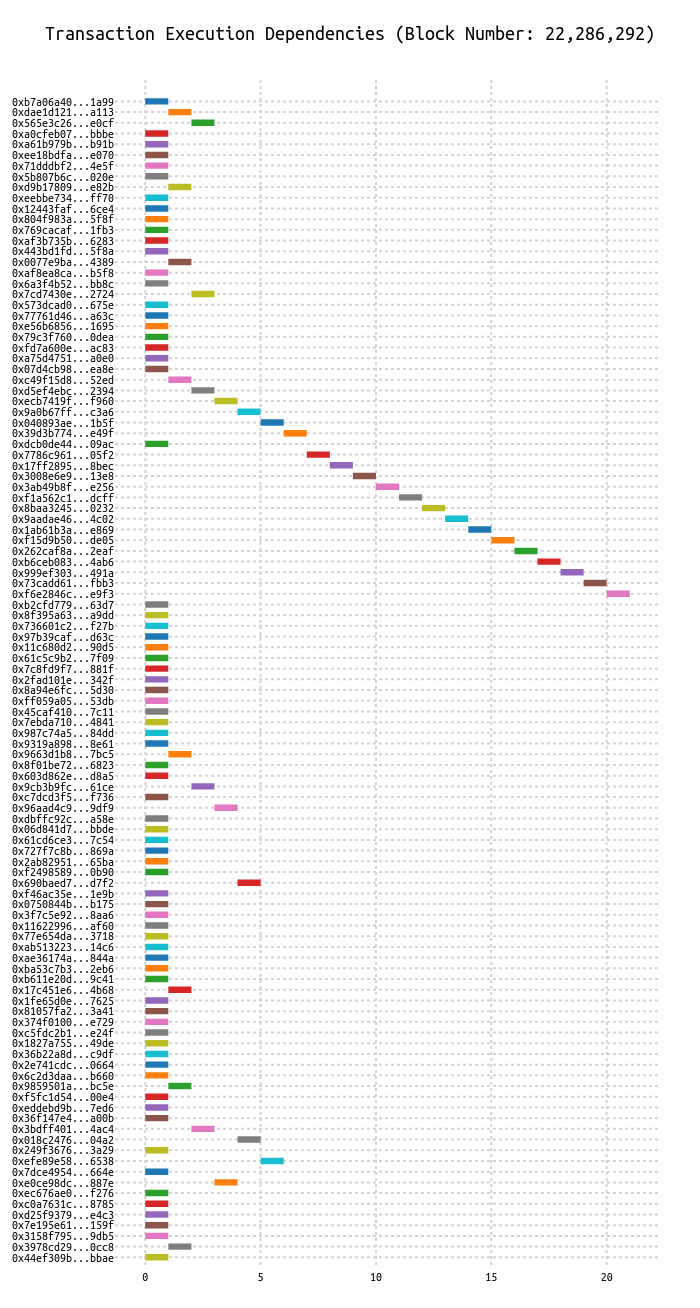 Transaction Execution Dependencies (Block Number: 22,286,292)
0xb7a06a40...1a99
0xdae1d121...a113
0x565e3c26...e0cf
0xa0cfeb07...bbbe
0xa61b979b...b91b
0xee18bdfa...e070
0x71dddbf2...4e5f
0x5b807b6c...020e
0xd9b17809...e82b
0xeebbe734...ff70
0x12443faf...6ce4
0x804f983a...5f8f
0x769cacaf...1fb3
0xaf3b735b...6283
0x443bd1fd...5f8a
0x0077e9ba...4389
0xaf8ea8ca...b5f8
0x6a3f4b52...bb8c
0x7cd7430e...2724
0x573dcad0...675e
0x77761d46...a63c
0xe56b6856...1695
0x79c3f760...0dea
0xfd7a600e...ac83
0xa75d4751...a0e0
0x07d4cb98...ea8e
0xc49f15d8...52ed
0xd5ef4ebc...2394
0xecb7419f...f960
0x9a0b67ff...c3a6
0x040893ae...1b5f
0x39d3b774...e49f
0xdcb0de44...09ac
0x7786c961...05f2
0x17ff2895...8bec
0x3008e6e9...13e8
0x3ab49b8f...e256
0xf1a562c1...dcff
0x8baa3245...0232
0x9aadae46...4c02
0x1ab61b3a...e869
0xf15d9b50...de05
0x262caf8a...2eaf
0xb6ceb083...4ab6
0x999ef303...491a
0x73cadd61...fbb3
0xf6e2846c...e9f3
0xb2cfd779...63d7
0x8f395a63...a9dd
0x736601c2...f27b
0x97b39caf...d63c
0x11c680d2...90d5
0x61c5c9b2...7f09
0x7c8fd9f7...881f
0x2fad101e...342f
0x8a94e6fc...5d30
0xff059a05...53db
0x45caf410...7c11
0x7ebda710...4841
0x987c74a5...84dd
0x9319a898...8e61
0x9663d1b8...7bc5
0x8f01be72...6823
0x603d862e...d8a5
0x9cb3b9fc...61ce
0xc7dcd3f5...f736
0x96aad4c9...9df9
0xdbffc92c...a58e
0x06d841d7...bbde
0x61cd6ce3...7c54
0x727f7c8b...869a
0x2ab82951...65ba
0xf2498589...0b90
0x690baed7...d7f2
0xf46ac35e...1e9b
0x0750844b...b175
0x3f7c5e92...8aa6
0x11622996...af60
0x77e654da...3718
0xab513223...14c6
0xae36174a...844a
0xba53c7b3...2eb6
0xb611e20d...9c41
0x17c451e6...4b68
0x1fe65d0e...7625
0x81057fa2...3a41
0x374f0100...e729
0xc5fdc2b1...e24f
0x1827a755...49de
0x36b22a8d...c9df
0x2e741cdc...0664
0x6c2d3daa...b660
0x9859501a...bc5e
0xf5fc1d54...00e4
0xeddebd9b...7ed6
0x36f147e4...a00b
0x3bdff401...4ac4
0x018c2476...04a2
0x249f3676...3a29
0xefe89e58...6538
0x7dce4954...664e
0xe0ce98dc...887e
0xec676ae0...f276
0xc0a7631c...8785
0xd25f9379...e4c3
0x7e195e61...159f
0x3158f795...9db5
0x3978cd29...0cc8
0x44ef309b...bbae
0 5 10 15 20